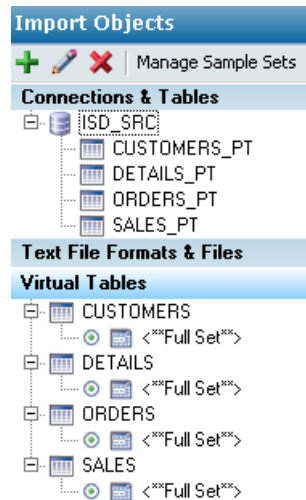 Import Objects
Manage Sample Sets
Connections & Tables
ISD_SRC
CUSTOMERS_PT
DETAILS_PT
ORDERS_PT
SALES_PT
Text File Formats & Files
Virtual Tables
CUSTOMERS
<**Full Set**>
DETAILS
<**Full Set**>
ORDERS
<**Full Set**>
SALES
<**Full Set**>